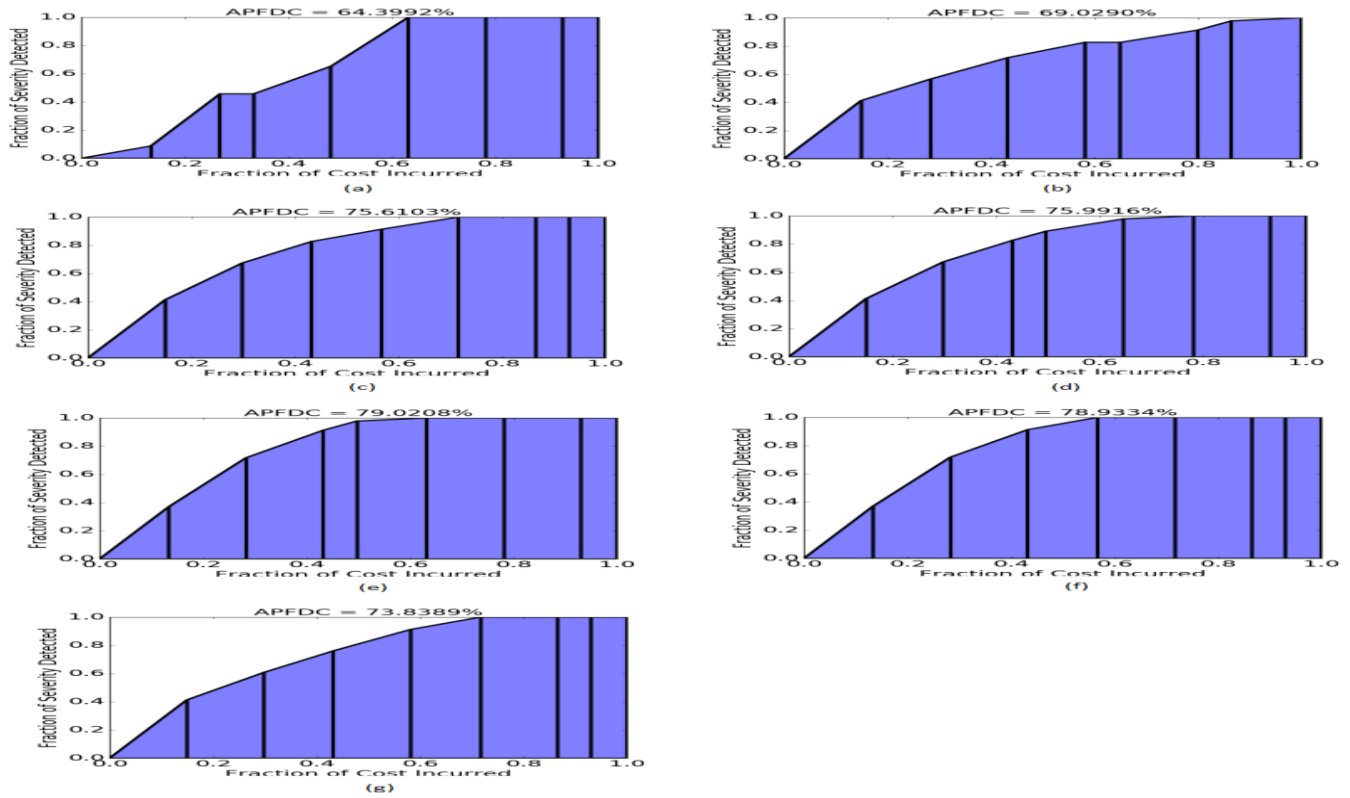 APFDC = 64.3992%
Fraction of Severity Detected
1.0
0.8
0.6
0.4
0.2
0.0
0.0 0.2 0.4 0.6 0.8 1.0
Fraction of Cost Incurred
(a)
APFDC = 69.0290%
Fraction of Severity Detected
1.0
0.8
0.6
0.4
0.2
0.0
0.0 0.2 0.4 0.6 0.8 1.0
Fraction of Cost Incurred
(b)
APFDC = 75.6103%
Fraction of Severity Detected
1.0
0.8
0.6
0.4
0.2
0.0
0.0 0.2 0.4 0.6 0.8 1.0
Fraction of Cost Incurred
(c)
APFDC = 75.9916%
Fraction of Severity Detected
1.0
0.8
0.6
0.4
0.2
0.0
0.0 0.2 0.4 0.6 0.8 1.0
Fraction of Cost Incurred
(d)
APFDC = 79.0208%
Fraction of Severity Detected
1.0
0.8
0.6
0.4
0.2
0.0
0.0 0.2 0.4 0.6 0.8 1.0
Fraction of Cost Incurred
(e)
APFDC = 78.9334%
Fraction of Severity Detected
1.0
0.8
0.6
0.4
0.2
0.0
0.0 0.2 0.4 0.6 0.8 1.0
Fraction of Cost Incurred
(f)
APFDC = 73.8389%
Fraction of Severity Detected
1.0
0.8
0.6
0.4
0.2
0.0
0.0 0.2 0.4 0.6 0.8 1.0
Fraction of Cost Incurred
(g)